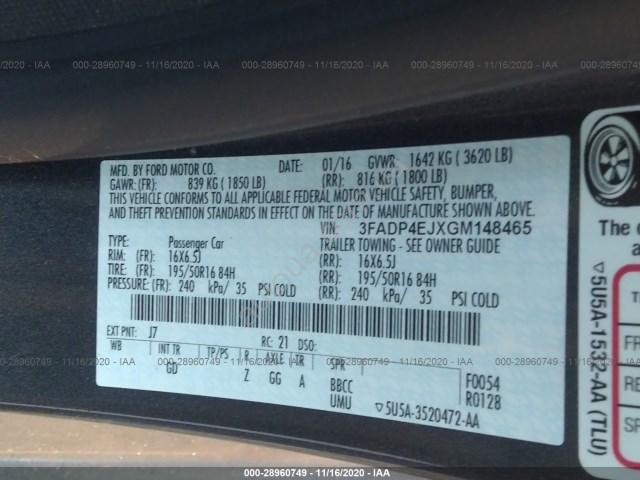 000-28960749 - 11/16/2020 - IAA
MFD. BY FORD MOTOR CO. DATE: 01/16 GVWR: 1642 KG ( 3620 LB)
GAWR: (FR): 839 KG ( 1850 LB) (RR): 816 KG ( 1800 LB)
THIS VEHICLE CONFORMS TO ALL APPLICABLE FEDERAL MOTOR VEHICLE SAFETY, BUMPER,
AND THEFT PREVENTION STANDARDS IN EFFECT ON THE DATE OF MANUFACTURE SHOWN ABOVE.
VIN: 3FADP4EJXGM148465
TYPE: Passenger Car TRAILER TOWING - SEE OWNER GUIDE
RIM: (FR): 16X6.5J (RR): 16X6.5J
TIRE: (FR): 195/50R16 84H (RR): 195/50R16 84H
PRESSURE: (FR): 240 kPa/ 35 PSI COLD (RR): 240 kPa/ 35 PSI COLD
EXT PNT: J7 RC: 21 DSO:
WB INT TR TP/PS R AXLE TR SPR
GD Z GG A BBCC F0054
UMU R0128
5U5A-3520472-AA
The c
or
5U5A-1532-AA (TLU)
T
FR
RE
SP
000-28960749 - 11/16/2020 - IAA